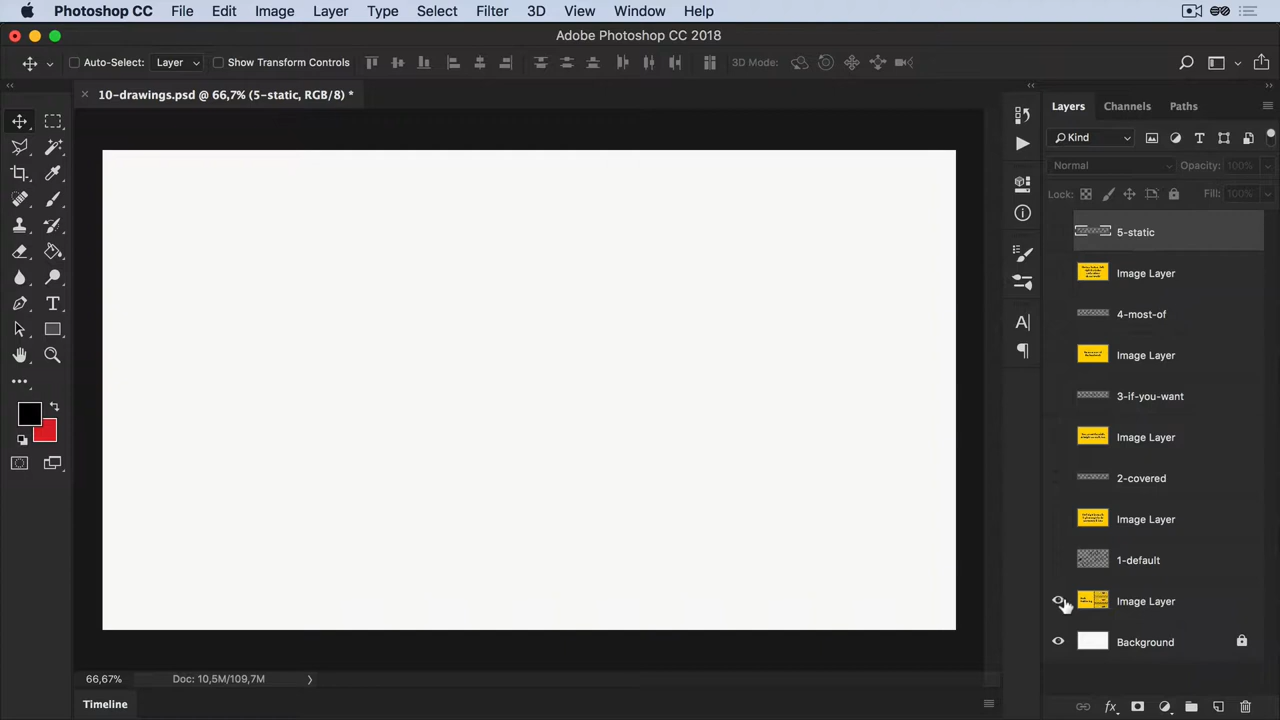 Photoshop CC File Edit Image Layer Type Select Filter 3D View Window Help
Adobe Photoshop CC 2018
Auto-Select: Layer Show Transform Controls 3D Mode:
10-drawings.psd @ 66,7% (5-static, RGB/8) *
Layers Channels Paths
Kind
Normal Opacity: 100%
Lock: Fill: 100%
5-static
Image Layer
4-most-of
Image Layer
3-if-you-want
Image Layer
2-covered
Image Layer
1-default
Image Layer
Background
66,67% Doc: 10,5M/109,7M
Timeline